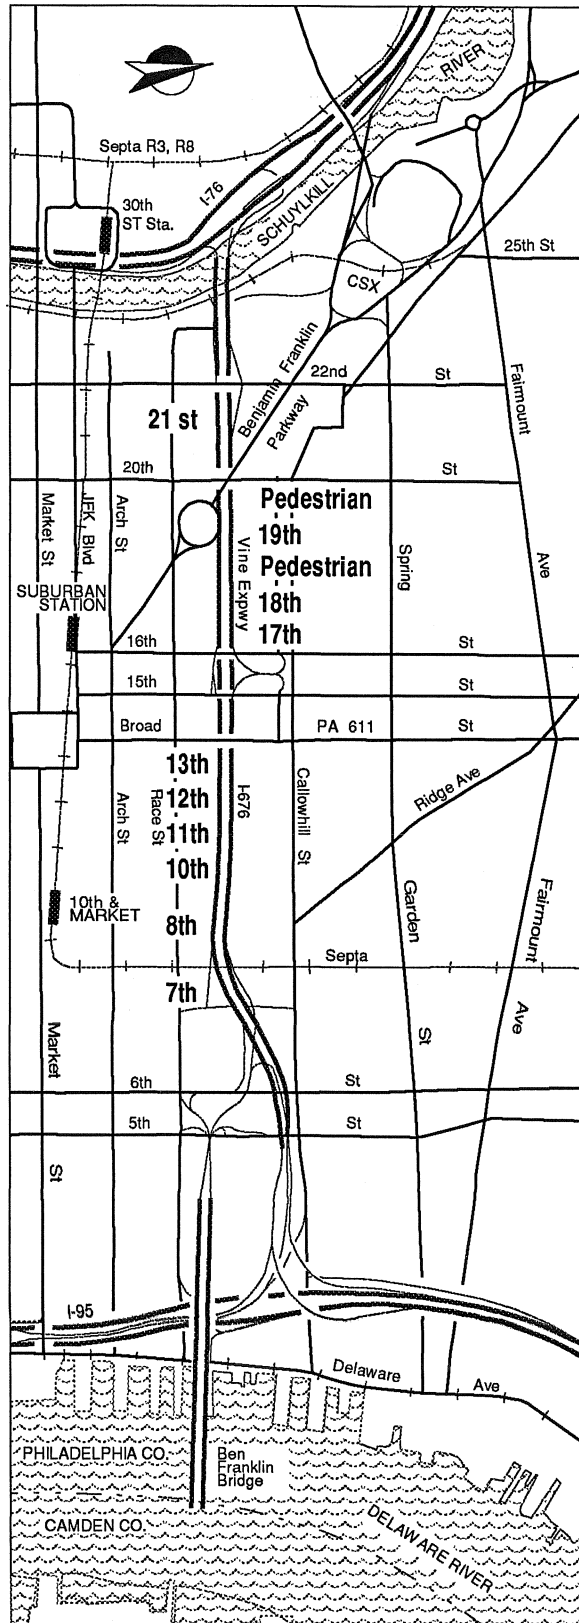 RIVER
Septa R3, R8
I-76
30th
ST Sta.
SCHUYLKILL
25th St
CSX
Benjamin Franklin
Parkway
22nd
St
Fairmount
21 st
20th
St
Pedestrian
19th
Pedestrian
18th
17th
Market St
JFK Blvd
Arch St
Vine Expwy
Spring
Ave
SUBURBAN
STATION
16th
St
15th
St
Broad
PA 611
St
13th
12th
11th
10th
8th
7th
Arch St
Race St
I-676
Callowhill St
Ridge Ave
10th &
MARKET
Garden
Fairmount
Septa
Market
St
Ave
6th
St
5th
St
St
I-95
Delaware
Ave
PHILADELPHIA CO.
Ben
Franklin
Bridge
CAMDEN CO.
DELAWARE RIVER